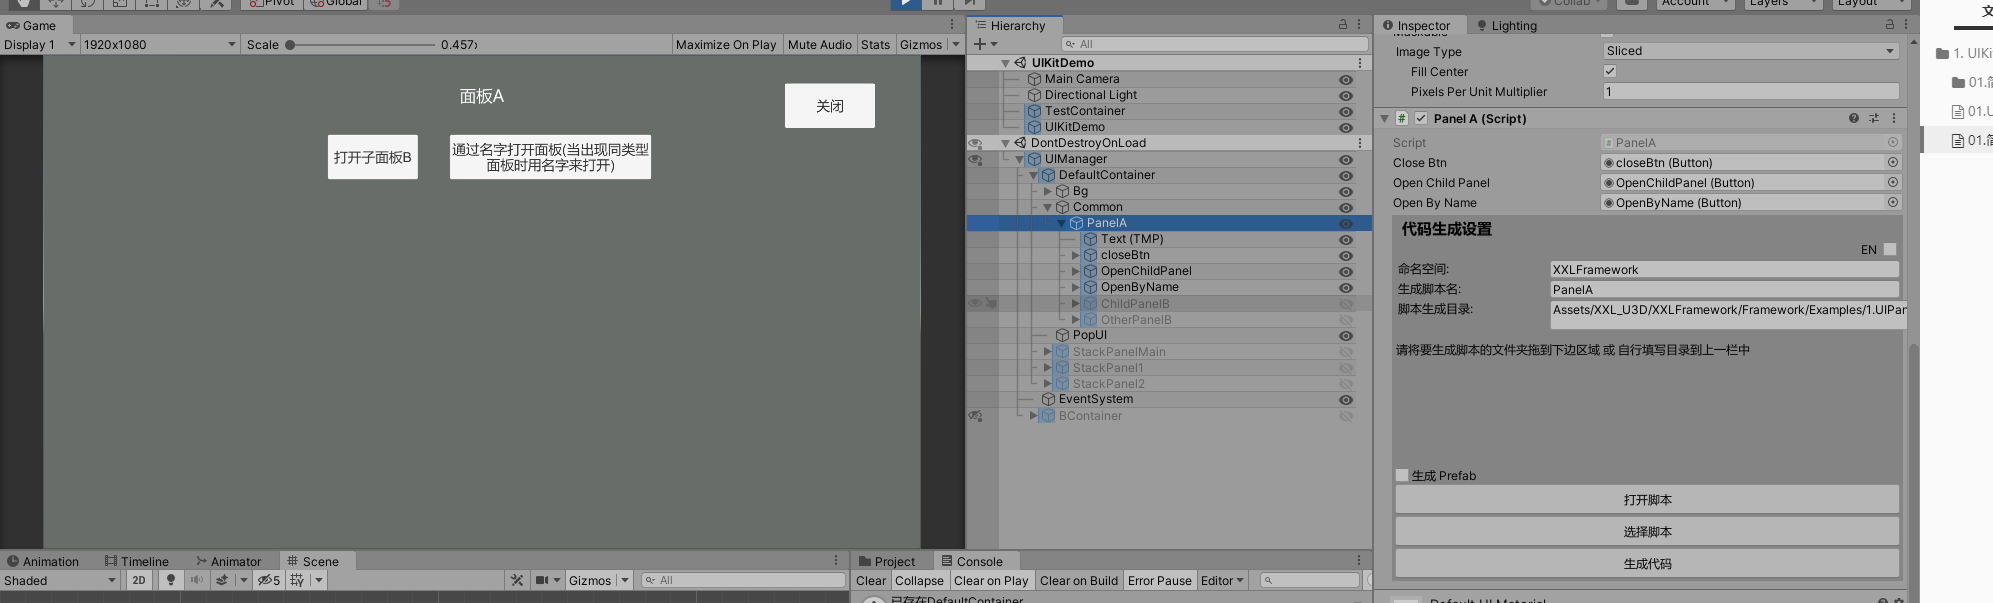 Pivot
Global
Collab
Account
Layers
Layout
Game
Display 1
1920x1080
Scale
0.457
Maximize On Play
Mute Audio
Stats
Gizmos
面板A
关闭
打开子面板B
通过名字打开面板(当出现同类型
面板时用名字来打开)
Animation
Timeline
Animator
Scene
Shaded
2D
5
Gizmos
All
Hierarchy
All
UIKitDemo
Main Camera
Directional Light
TestContainer
UIKitDemo
DontDestroyOnLoad
UIManager
DefaultContainer
Bg
Common
PanelA
Text (TMP)
closeBtn
OpenChildPanel
OpenByName
ChildPanelB
OtherPanelB
PopUI
StackPanelMain
StackPanel1
StackPanel2
EventSystem
BContainer
Project
Console
Clear
Collapse
Clear on Play
Clear on Build
Error Pause
Editor
已存在DefaultContainer
Inspector
Lighting
Maskable
Image Type
Sliced
Fill Center
Pixels Per Unit Multiplier
1
Panel A (Script)
Script
PanelA
Close Btn
closeBtn (Button)
Open Child Panel
OpenChildPanel (Button)
Open By Name
OpenByName (Button)
代码生成设置
EN
命名空间:
XXLFramework
生成脚本名:
PanelA
脚本生成目录:
Assets/XXL_U3D/XXLFramework/Framework/Examples/1.UIPan
请将要生成脚本的文件夹拖到下边区域 或 自行填写目录到上一栏中
生成 Prefab
打开脚本
选择脚本
生成代码
Default UI Material
文
1. UIKi
01.简
01.U
01.简